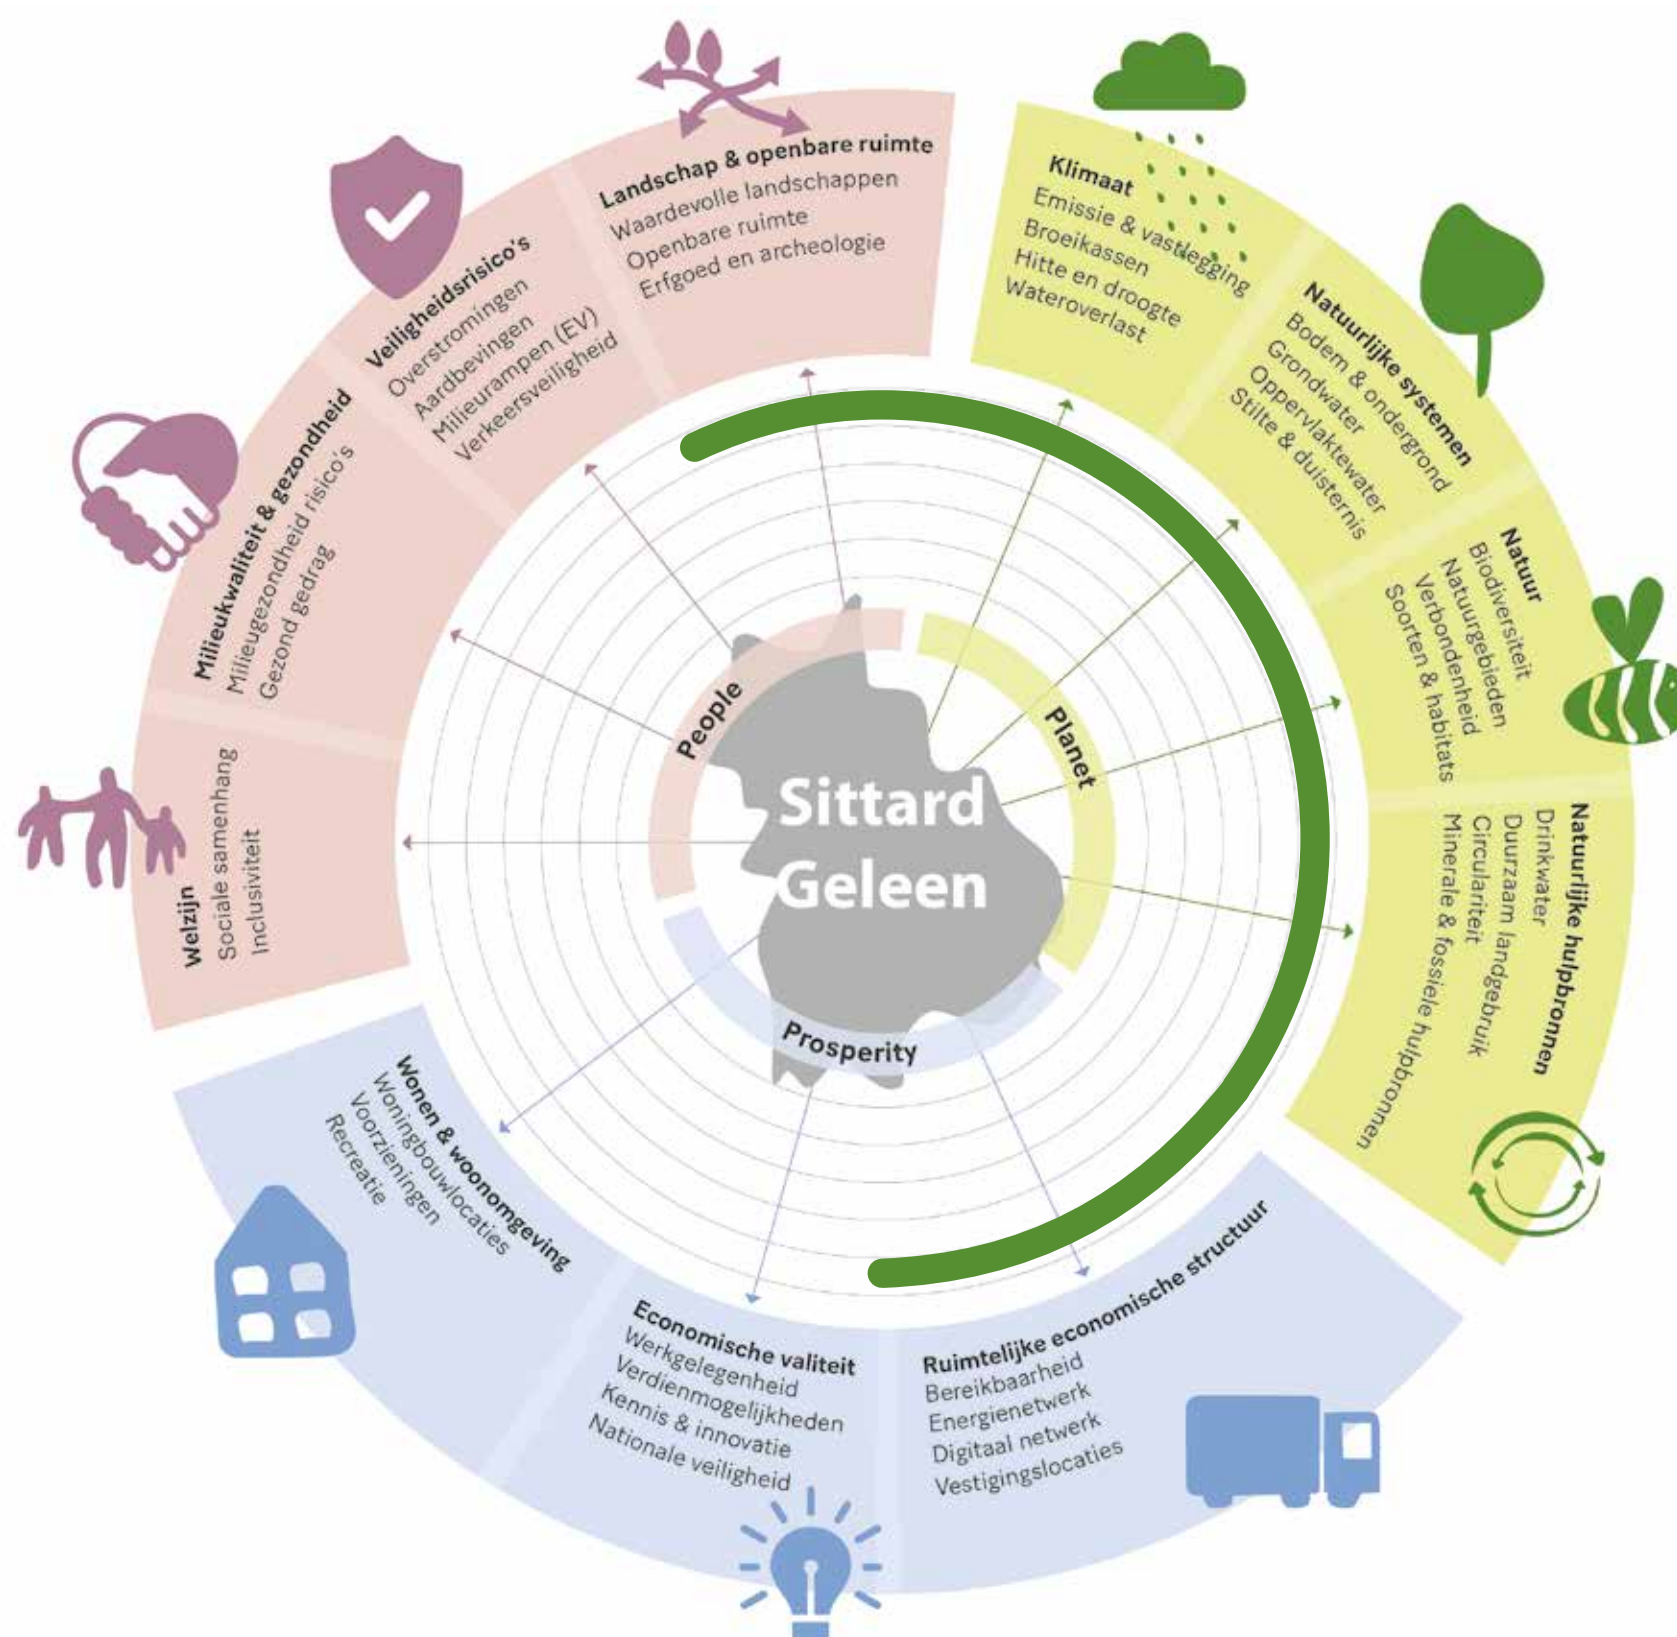 Landschap & openbare ruimte
Waardevolle landschappen
Openbare ruimte
Erfgoed en archeologie
Klimaat
Emissie & vastlegging
Broeikassen
Hitte en droogte
Wateroverlast
Natuurlijke systemen
Bodem & ondergrond
Grondwater
Oppervlaktewater
Stilte & duisternis
Natuur
Biodiversiteit
Natuurgebieden
Verbondenheid
Soorten & habitats
Natuurlijke hulpbronnen
Drinkwater
Duurzaam landgebruik
Circulariteit
Minerale & fossiele hulpbronnen
Ruimtelijke economische structuur
Bereikbaarheid
Energienetwerk
Digitaal netwerk
Vestigingslocaties
Economische valiteit
Werkgelegenheid
Verdienmogelijkheden
Kennis & innovatie
Nationale veiligheid
Wonen & woonomgeving
Woningbouwlocaties
Voorzieningen
Recreatie
Welzijn
Sociale samenhang
Inclusiviteit
Milieukwaliteit & gezondheid
Milieugezondheid risico's
Gezond gedrag
Veiligheidsrisico's
Overstromingen
Aardbevingen
Milieurampen (EV)
Verkeersveiligheid
People
Planet
Prosperity
Sittard
Geleen